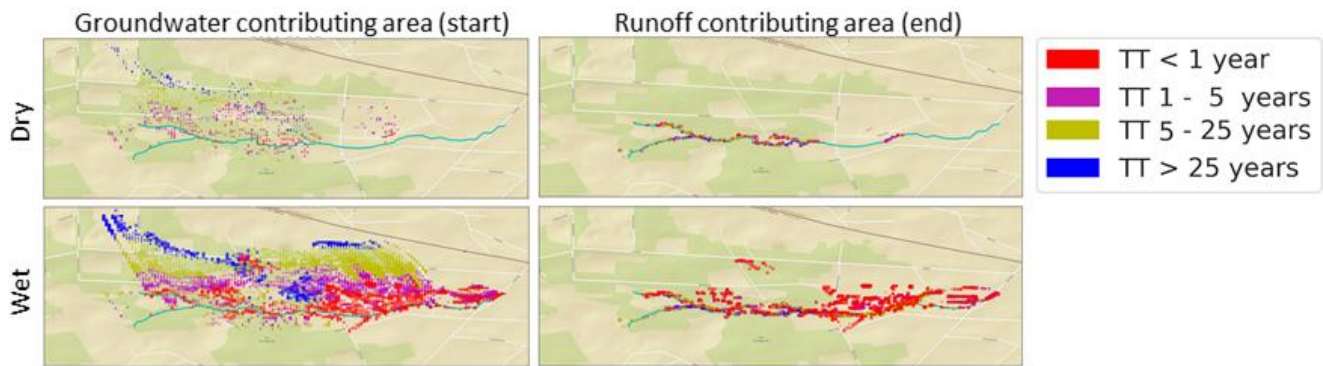 Groundwater contributing area (start)
Runoff contributing area (end)
Dry
Wet
TT < 1 year
TT 1 - 5 years
TT 5 - 25 years
TT > 25 years